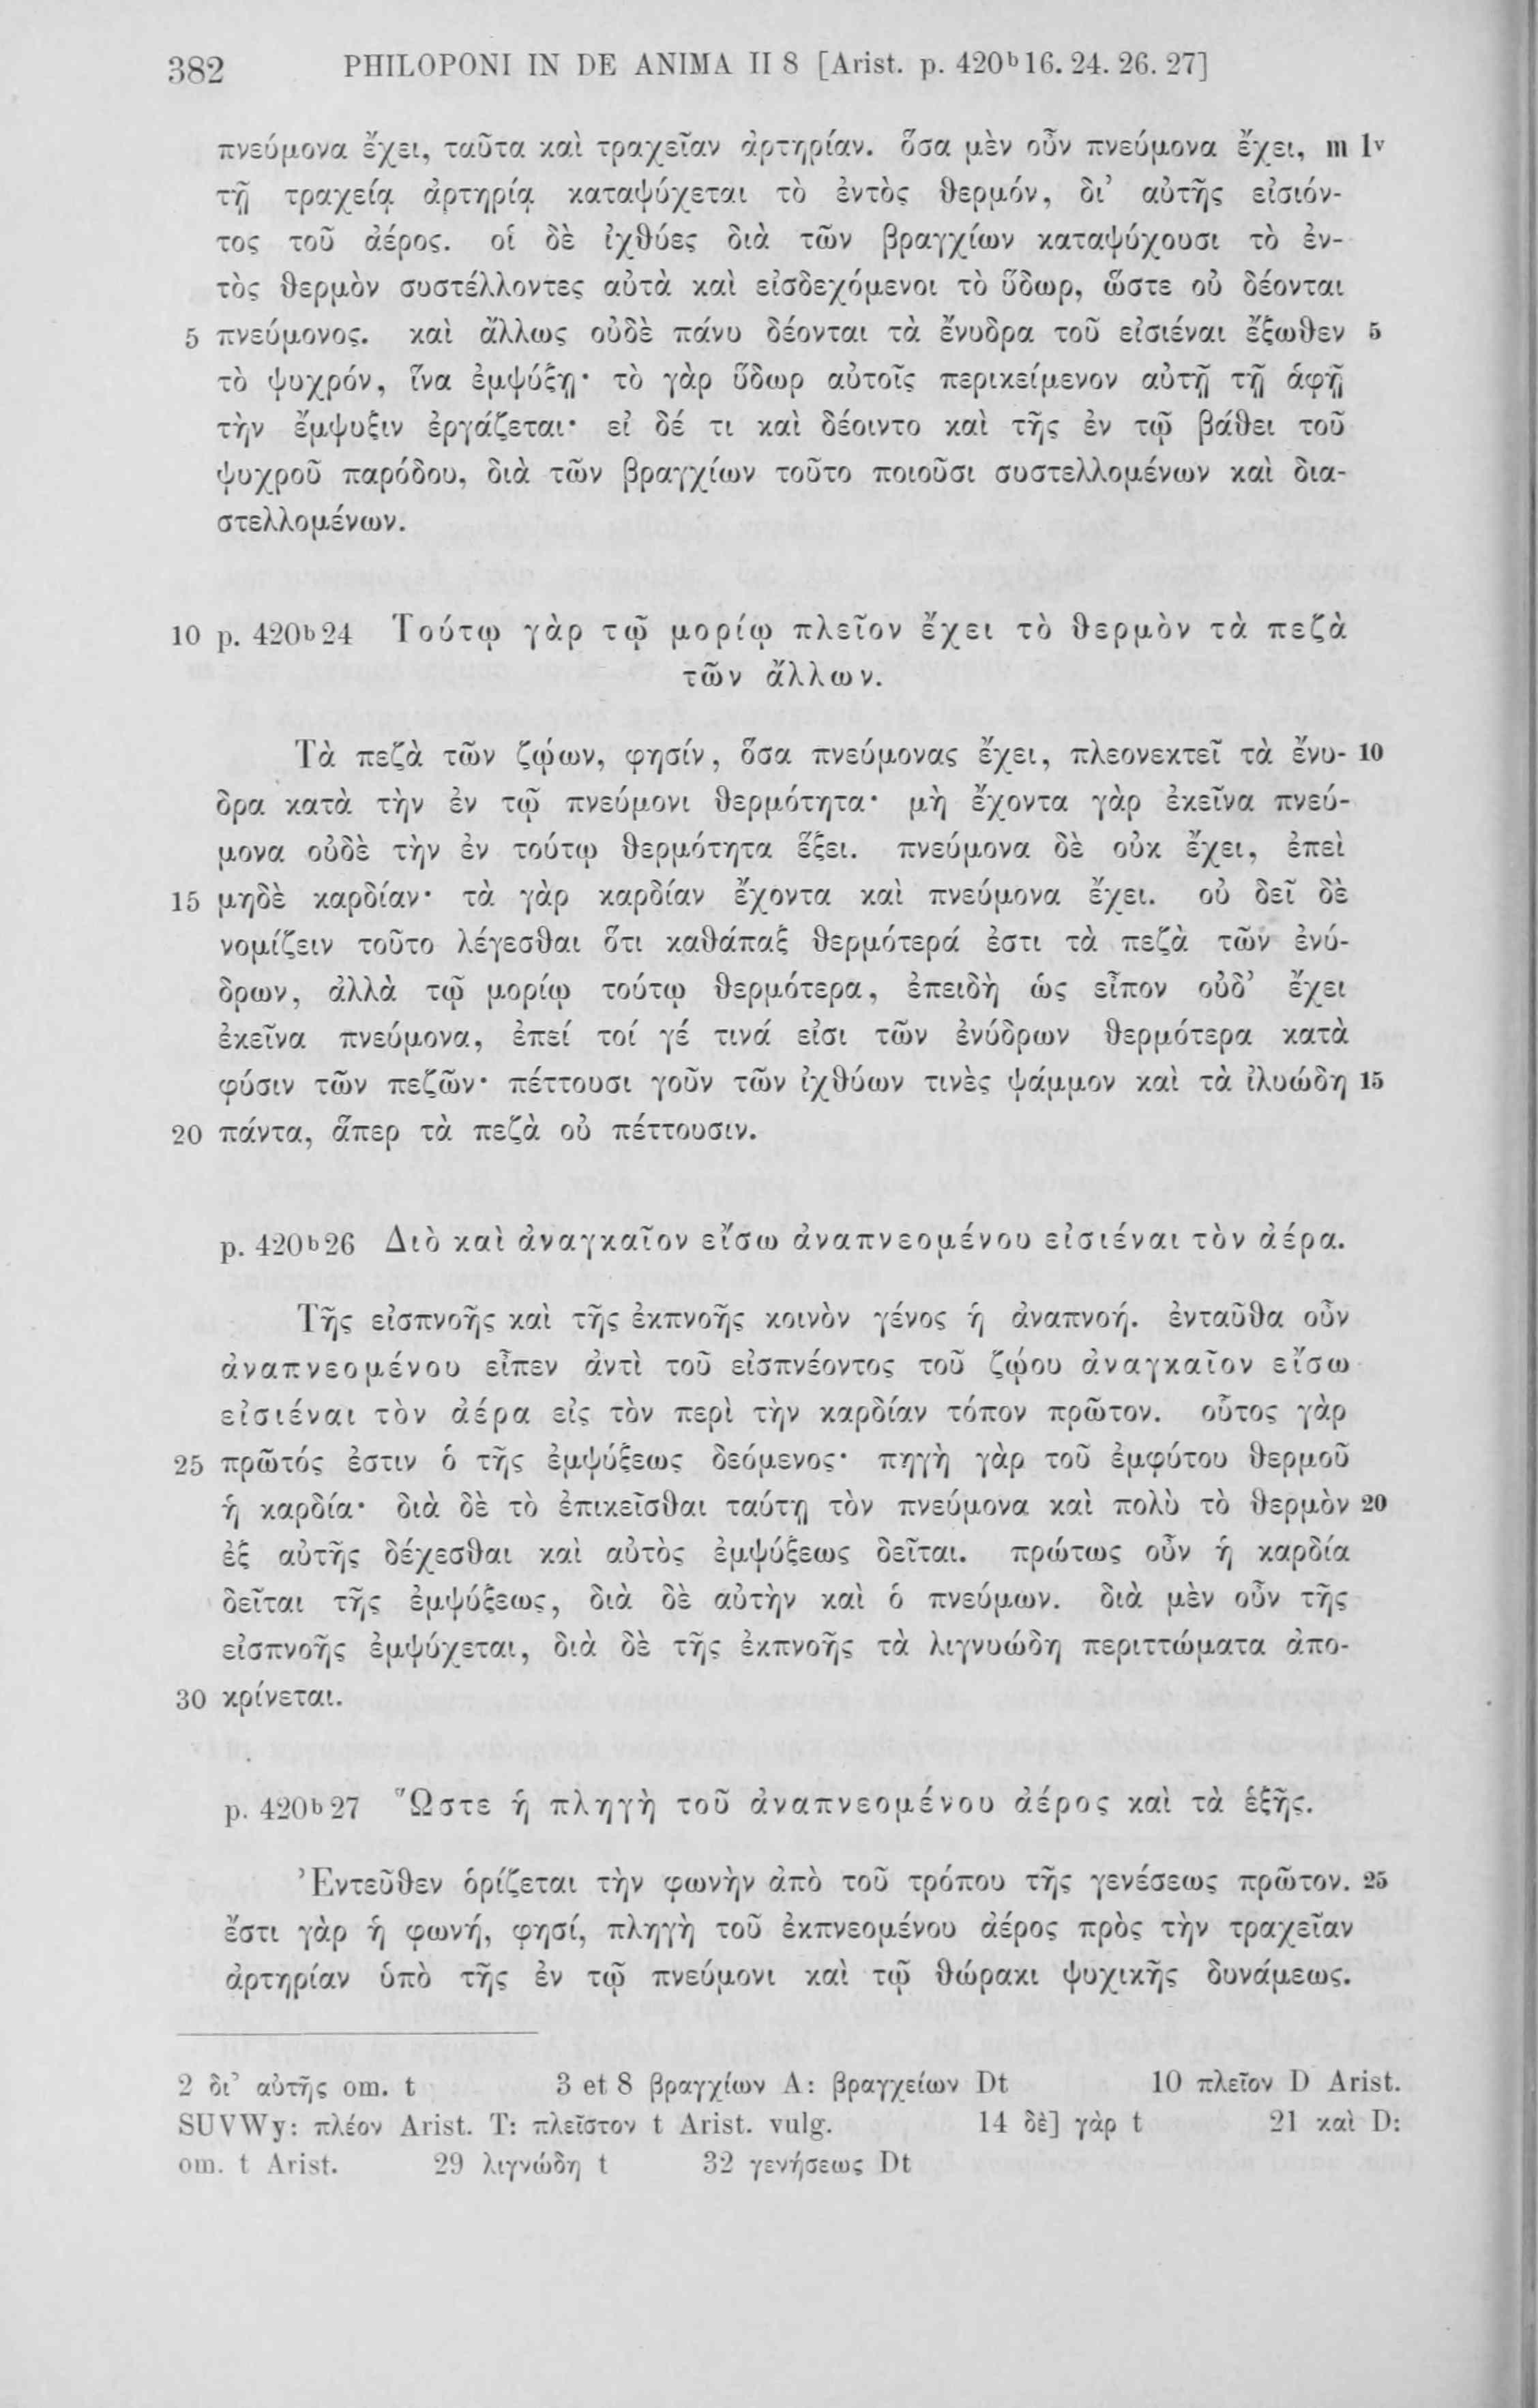 382 PHILOPONI IN DE ANIMA II 8 [Arist. p. 420ᵇ16. 24. 26. 27]
πνεύμονα ἔχει, ταῦτα καὶ τραχεῖαν ἀρτηρίαν. ὅσα μὲν οὖν πνεύμονα ἔχει, m 1ᵛ
τῇ τραχείᾳ ἀρτηρίᾳ καταψύχεται τὸ ἐντὸς θερμόν, δι’ αὐτῆς εἰσιόν-
τος τοῦ ἀέρος. οἱ δὲ ἰχθύες διὰ τῶν βραγχίων καταψύχουσι τὸ ἐν-
τὸς θερμὸν συστέλλοντες αὐτὰ καὶ εἰσδεχόμενοι τὸ ὕδωρ, ὥστε οὐ δέονται
5 πνεύμονος. καὶ ἄλλως οὐδὲ πάνυ δέονται τὰ ἔνυδρα τοῦ εἰσιέναι ἔξωθεν 5
τὸ ψυχρόν, ἵνα ἐμψύξῃ· τὸ γὰρ ὕδωρ αὐτοῖς περικείμενον αὐτῇ τῇ ἁφῇ
τὴν ἔμψυξιν ἐργάζεται· εἰ δέ τι καὶ δέοιντο καὶ τῆς ἐν τῷ βάθει τοῦ
ψυχροῦ παρόδου, διὰ τῶν βραγχίων τοῦτο ποιοῦσι συστελλομένων καὶ δια-
στελλομένων.
10 p. 420ᵇ24 Τούτῳ γὰρ τῷ μορίῳ πλεῖον ἔχει τὸ θερμὸν τὰ πεζὰ
τῶν ἄλλων.
Τὰ πεζὰ τῶν ζῴων, φησίν, ὅσα πνεύμονας ἔχει, πλεονεκτεῖ τὰ ἔνυ- 10
δρα κατὰ τὴν ἐν τῷ πνεύμονι θερμότητα· μὴ ἔχοντα γὰρ ἐκεῖνα πνεύ-
μονα οὐδὲ τὴν ἐν τούτῳ θερμότητα ἕξει. πνεύμονα δὲ οὐκ ἔχει, ἐπεὶ
15 μηδὲ καρδίαν· τὰ γὰρ καρδίαν ἔχοντα καὶ πνεύμονα ἔχει. οὐ δεῖ δὲ
νομίζειν τοῦτο λέγεσθαι ὅτι καθάπαξ θερμότερά ἐστι τὰ πεζὰ τῶν ἐνύ-
δρων, ἀλλὰ τῷ μορίῳ τούτῳ θερμότερα, ἐπειδὴ ὡς εἶπον οὐδ’ ἔχει
ἐκεῖνα πνεύμονα, ἐπεί τοί γέ τινά εἰσι τῶν ἐνύδρων θερμότερα κατὰ
φύσιν τῶν πεζῶν· πέττουσι γοῦν τῶν ἰχθύων τινὲς ψάμμον καὶ τὰ ἰλυώδη 15
20 πάντα, ἅπερ τὰ πεζὰ οὐ πέττουσιν.
p. 420ᵇ26 Διὸ καὶ ἀναγκαῖον εἴσω ἀναπνεομένου εἰσιέναι τὸν ἀέρα.
Τῆς εἰσπνοῆς καὶ τῆς ἐκπνοῆς κοινὸν γένος ἡ ἀναπνοή. ἐνταῦθα οὖν
ἀναπνεομένου εἶπεν ἀντὶ τοῦ εἰσπνέοντος τοῦ ζῴου ἀναγκαῖον εἴσω
εἰσιέναι τὸν ἀέρα εἰς τὸν περὶ τὴν καρδίαν τόπον πρῶτον. οὗτος γὰρ
25 πρῶτός ἐστιν ὁ τῆς ἐμψύξεως δεόμενος· πηγὴ γὰρ τοῦ ἐμφύτου θερμοῦ
ἡ καρδία· διὰ δὲ τὸ ἐπικεῖσθαι ταύτῃ τὸν πνεύμονα καὶ πολὺ τὸ θερμὸν 20
ἐξ αὐτῆς δέχεσθαι καὶ αὐτὸς ἐμψύξεως δεῖται. πρώτως οὖν ἡ καρδία
δεῖται τῆς ἐμψύξεως, διὰ δὲ αὐτὴν καὶ ὁ πνεύμων. διὰ μὲν οὖν τῆς
εἰσπνοῆς ἐμψύχεται, διὰ δὲ τῆς ἐκπνοῆς τὰ λιγνυώδη περιττώματα ἀπο-
30 κρίνεται.
p. 420ᵇ27 Ὥστε ἡ πληγὴ τοῦ ἀναπνεομένου ἀέρος καὶ τὰ ἑξῆς.
Ἐντεῦθεν ὁρίζεται τὴν φωνὴν ἀπὸ τοῦ τρόπου τῆς γενέσεως πρῶτον. 25
ἔστι γὰρ ἡ φωνή, φησί, πληγὴ τοῦ ἐκπνεομένου ἀέρος πρὸς τὴν τραχεῖαν
ἀρτηρίαν ὑπὸ τῆς ἐν τῷ πνεύμονι καὶ τῷ θώρακι ψυχικῆς δυνάμεως.
2 δι’ αὐτῆς om. t 3 et 8 βραγχίων A: βραγχείων Dt 10 πλεῖον D Arist.
SUVWy: πλέον Arist. T: πλεῖστον t Arist. vulg. 14 δὲ] γὰρ t 21 καὶ D:
om. t Arist. 29 λιγνώδη t 32 γενήσεως Dt